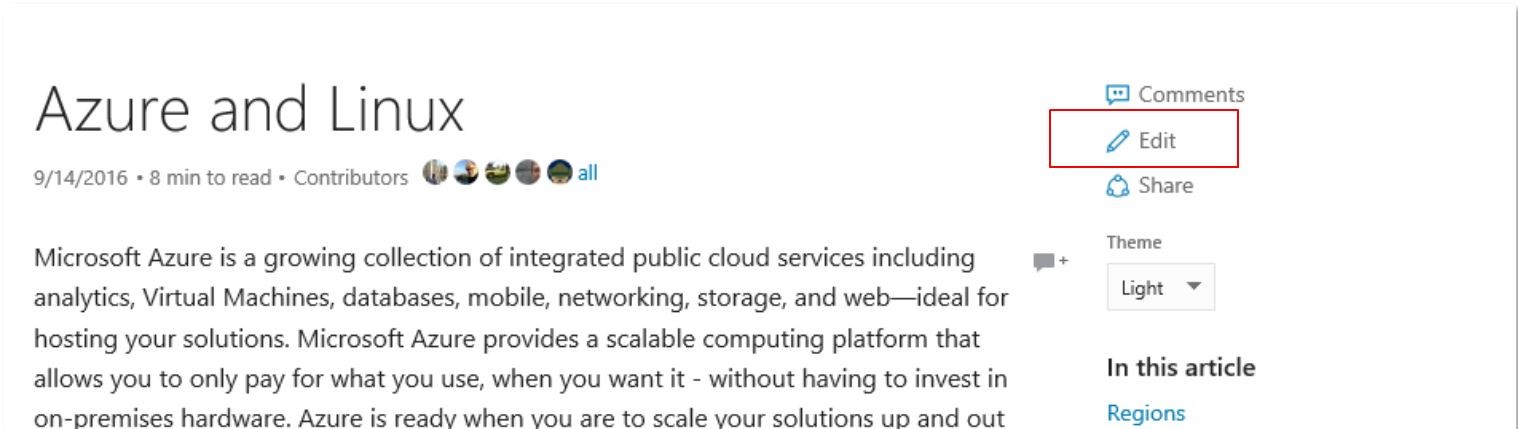 Azure and Linux
9/14/2016 • 8 min to read • Contributors all
Microsoft Azure is a growing collection of integrated public cloud services including
analytics, Virtual Machines, databases, mobile, networking, storage, and web—ideal for
hosting your solutions. Microsoft Azure provides a scalable computing platform that
allows you to only pay for what you use, when you want it - without having to invest in
on-premises hardware. Azure is ready when you are to scale your solutions up and out
Comments
Edit
Share
Theme
Light
In this article
Regions